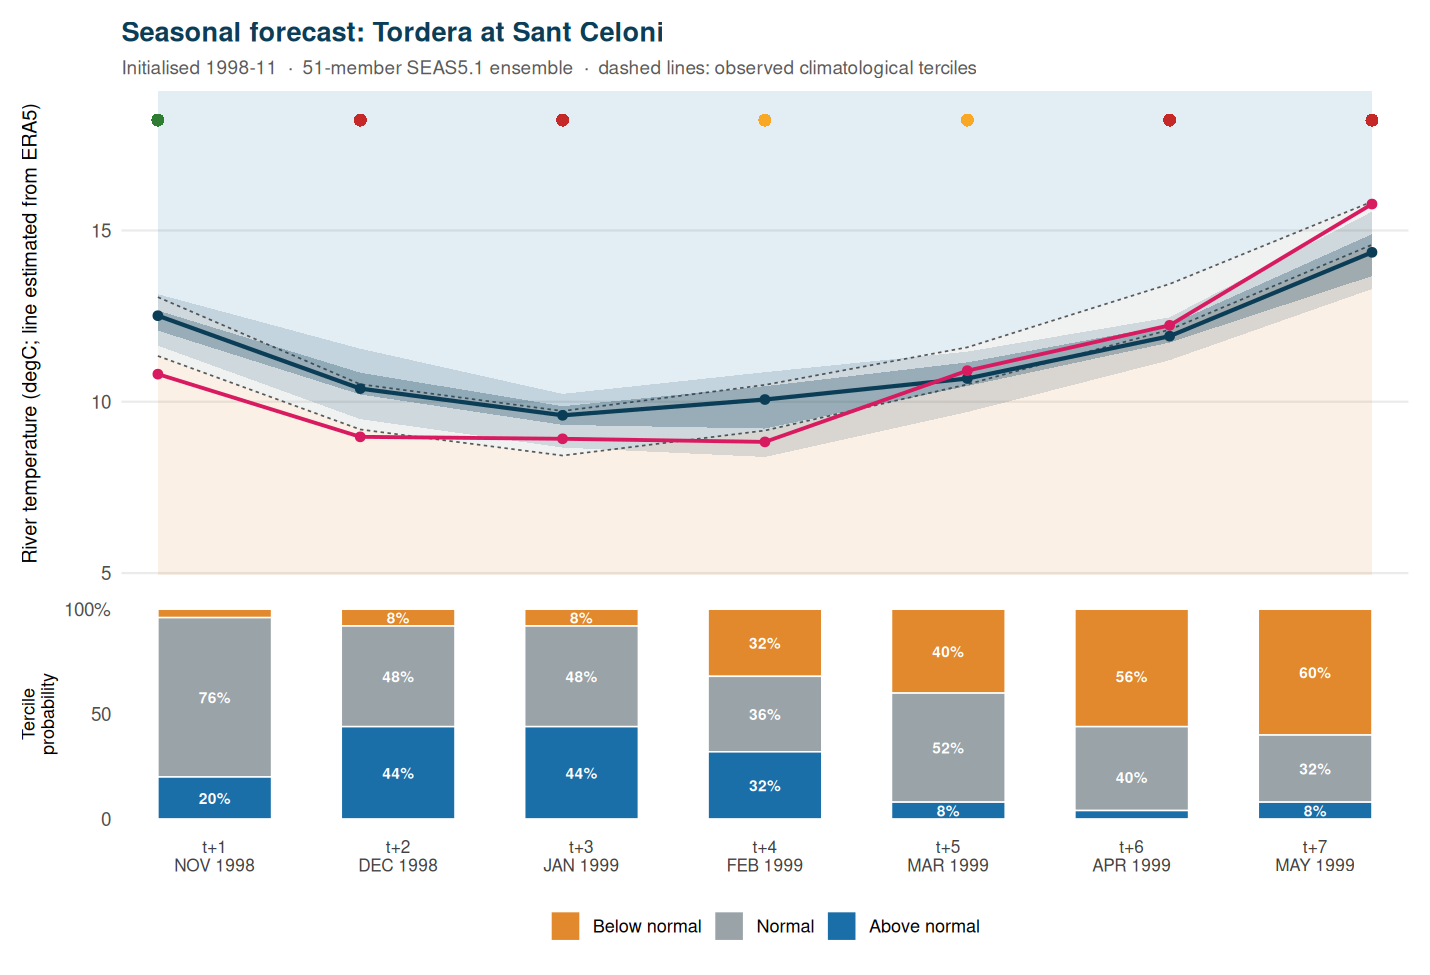 Seasonal forecast: Tordera at Sant Celoni
Initialised 1998-11 · 51-member SEAS5.1 ensemble · dashed lines: observed climatological terciles
River temperature (degC; line estimated from ERA5)
15
10
5
Tercile
probability
100%
50
0
8%
8%
32%
40%
56%
60%
76%
48%
48%
36%
52%
40%
32%
20%
44%
44%
32%
8%
8%
t+1
NOV 1998
t+2
DEC 1998
t+3
JAN 1999
t+4
FEB 1999
t+5
MAR 1999
t+6
APR 1999
t+7
MAY 1999
Below normal
Normal
Above normal